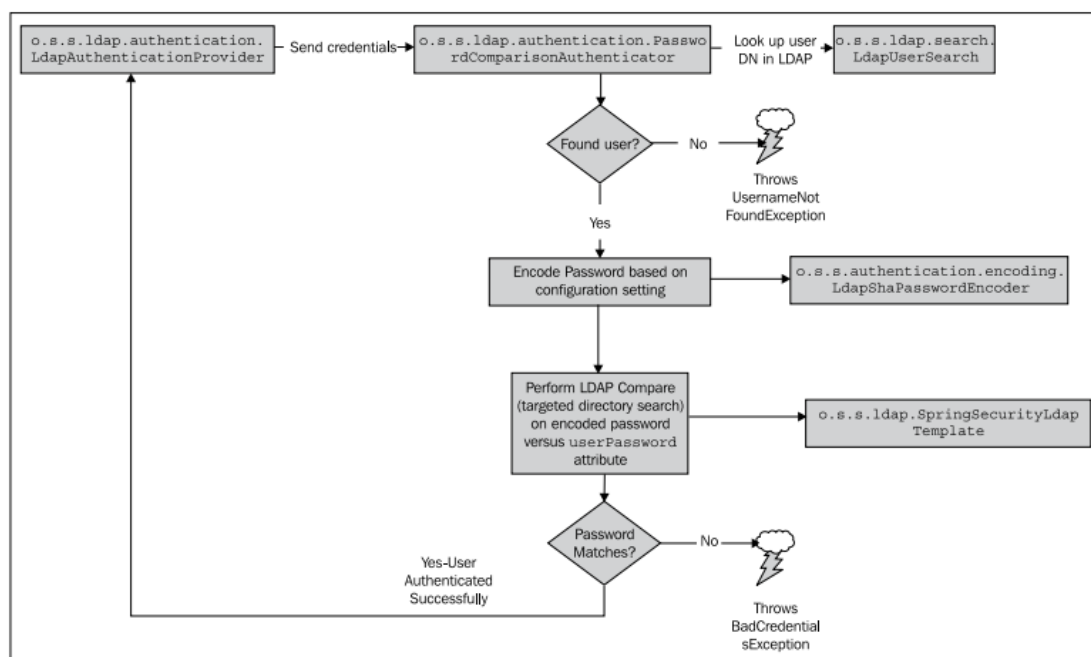 o.s.s.ldap.authentication.
LdapAuthenticationProvider
Send credentials
o.s.s.ldap.authentication.Passwo
rdComparisonAuthenticator
Look up user
DN in LDAP
o.s.s.ldap.search.
LdapUserSearch
Found user?
No
Throws
UsernameNot
FoundException
Yes
Encode Password based on
configuration setting
o.s.s.authentication.encoding.
LdapShaPasswordEncoder
Perform LDAP Compare
(targeted directory search)
on encoded password
versus userPassword
attribute
o.s.s.ldap.SpringSecurityLdap
Template
Password
Matches?
No
Throws
BadCredential
sException
Yes-User
Authenticated
Successfully